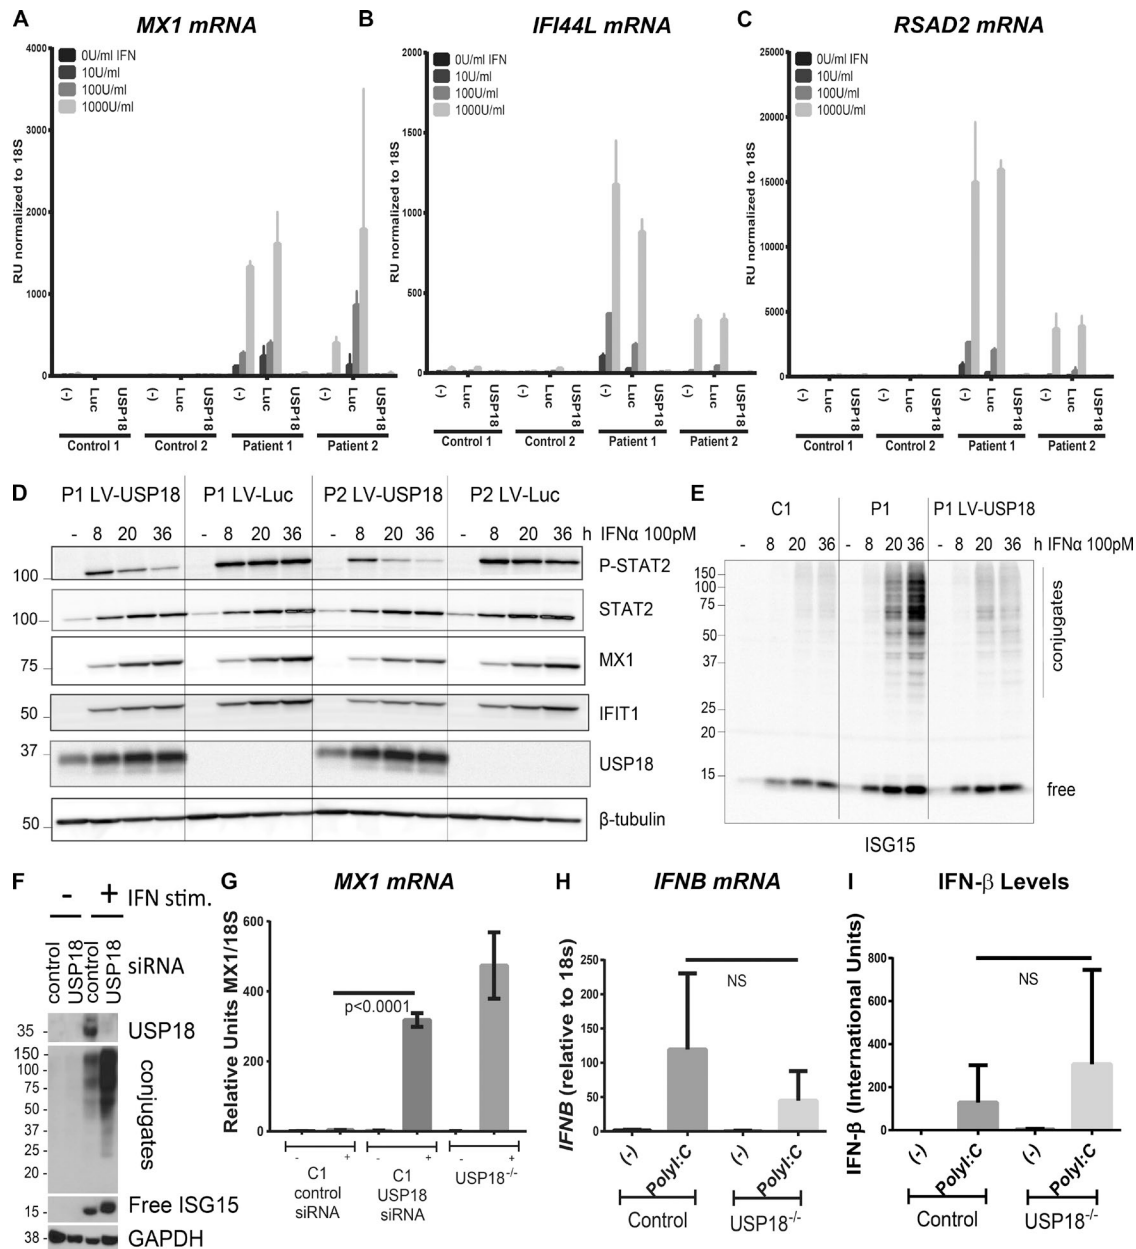 A
MX1 mRNA
4000
3000
2000
1000
0
RU normalized to 18S
0U/ml IFN
10U/ml
100U/ml
1000U/ml
(-)
Luc
USP18
(-)
Luc
USP18
(-)
Luc
USP18
(-)
Luc
USP18
Control 1
Control 2
Patient 1
Patient 2
B
IFI44L mRNA
2000
1500
1000
500
0
RU normalized to 18S
0U/ml IFN
10U/ml
100U/ml
1000U/ml
(-)
Luc
USP18
(-)
Luc
USP18
(-)
Luc
USP18
(-)
Luc
USP18
Control 1
Control 2
Patient 1
Patient 2
C
RSAD2 mRNA
25000
20000
15000
10000
5000
0
RU normalized to 18S
0U/ml IFN
10U/ml
100U/ml
1000U/ml
(-)
Luc
USP18
(-)
Luc
USP18
(-)
Luc
USP18
(-)
Luc
USP18
Control 1
Control 2
Patient 1
Patient 2
D
P1 LV-USP18 P1 LV-Luc P2 LV-USP18 P2 LV-Luc
- 8 20 36 - 8 20 36 - 8 20 36 - 8 20 36 h IFNα 100pM
100 P-STAT2
100 STAT2
75 MX1
50 IFIT1
37 USP18
50 β-tubulin
E
C1 P1 P1 LV-USP18
- 8 20 36 - 8 20 36 - 8 20 36 h IFNα 100pM
150
100
75
50
37
25
20
15
conjugates
free
ISG15
F
- + IFN stim.
control
USP18
control
USP18
siRNA
35 - USP18
150 -
100 -
75 -
50 -
37 -
25 -
20 -
conjugates
15 - Free ISG15
38 - GAPDH
G
MX1 mRNA
600
400
200
0
Relative Units MX1/18S
p<0.0001
- + - + - +
C1
control
siRNA
C1
USP18
siRNA
USP18-/-
H
IFNB mRNA
250
200
150
100
50
0
IFNB (relative to 18s)
NS
(-)
PolyI:C
(-)
PolyI:C
Control
USP18-/-
I
IFN-β Levels
800
600
400
200
0
IFN-β (International Units)
NS
(-)
PolyI:C
(-)
PolyI:C
Control
USP18-/-